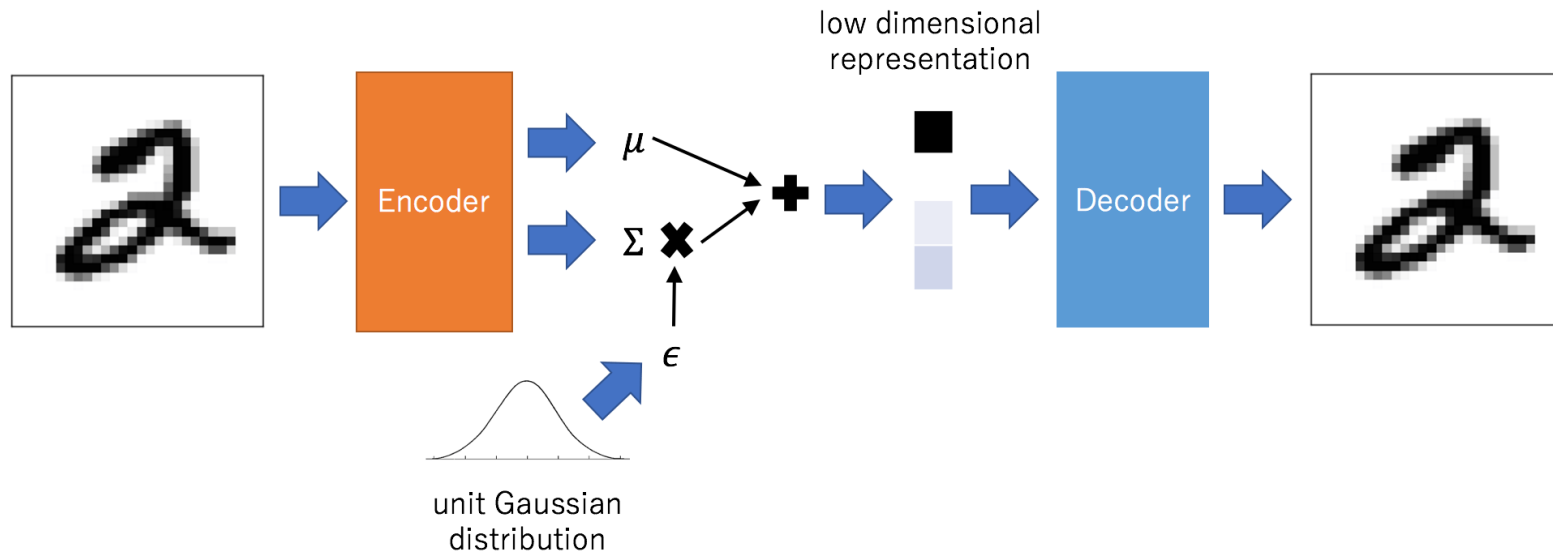 low dimensional
representation
Encoder
μ
Σ
ϵ
Decoder
unit Gaussian
distribution